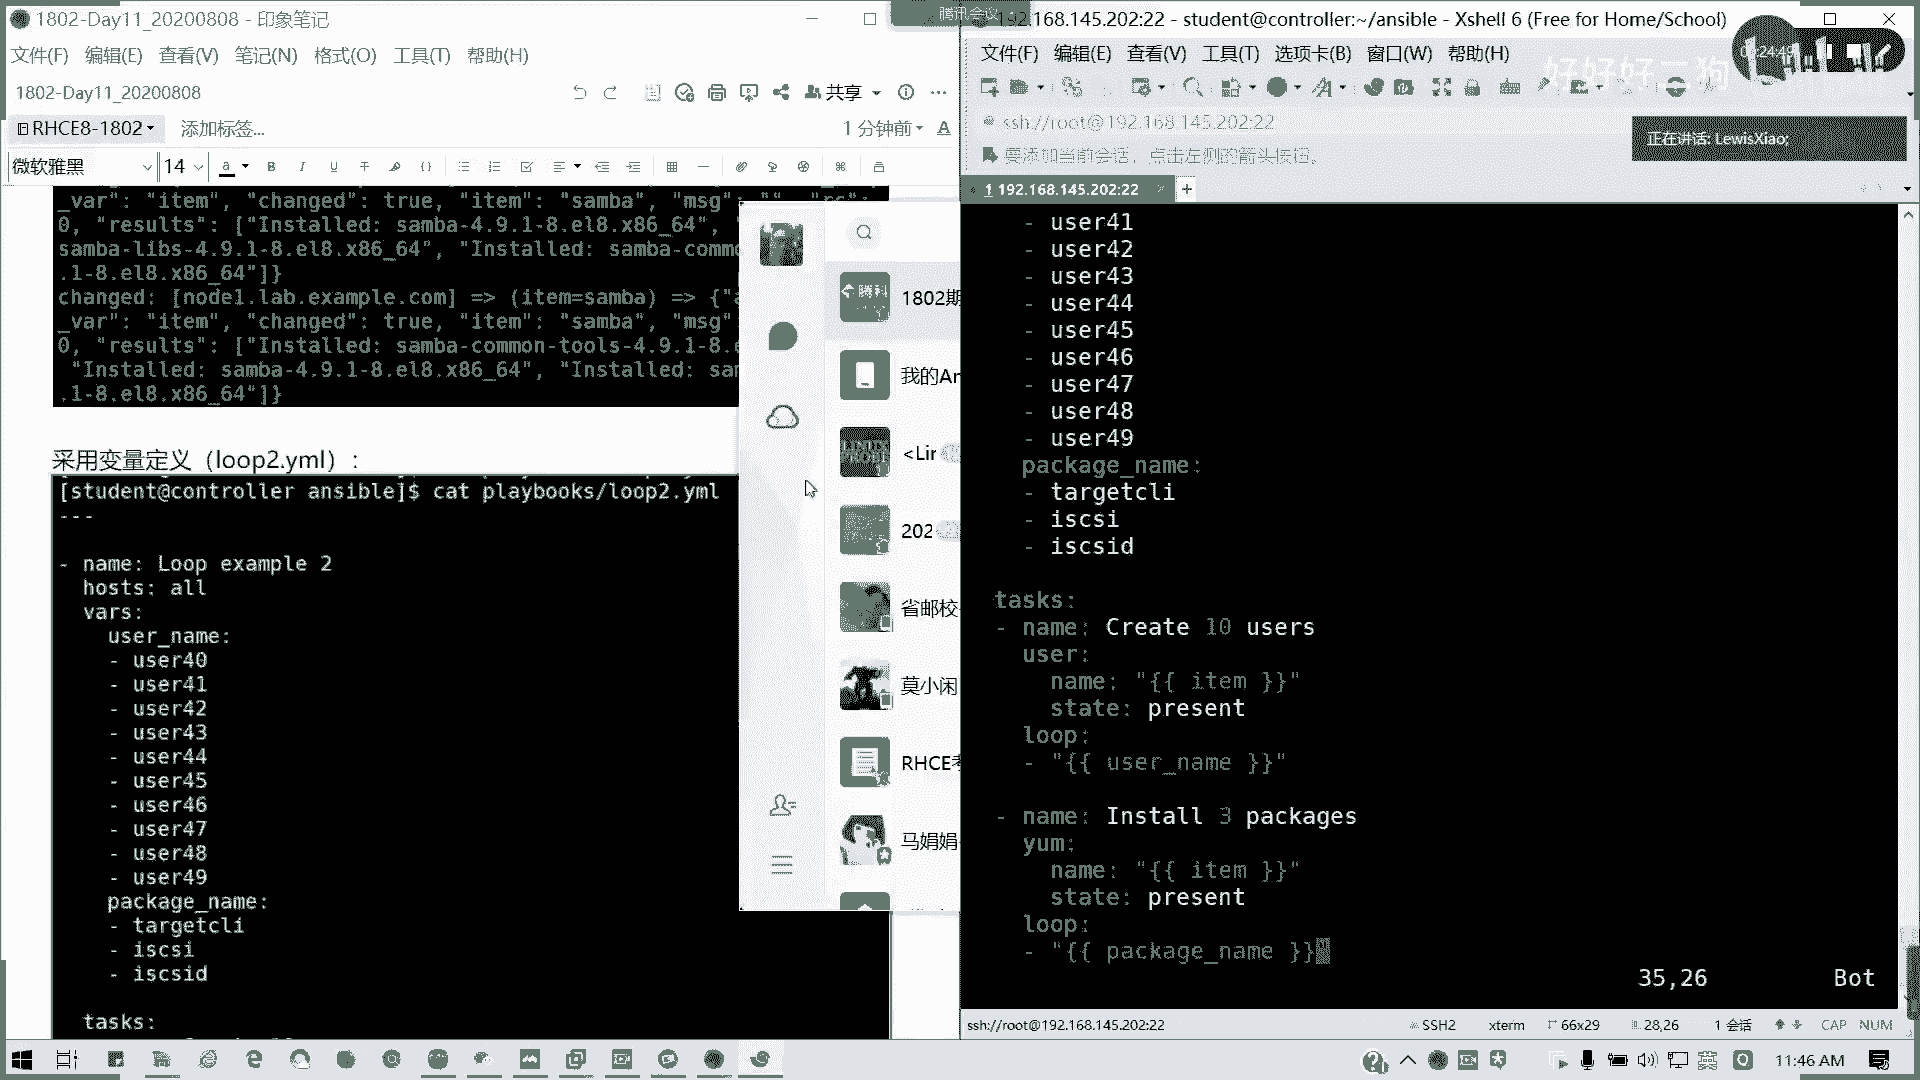 1802-Day11_20200808 - 印象笔记
文件(F) 编辑(E) 查看(V) 笔记(N) 格式(O) 工具(T) 帮助(H)
1802-Day11_20200808
共享
RHCE8-1802
添加标签...
1 分钟前
微软雅黑
14
_var": "item", "changed": true, "item": "samba", "msg":
0, "results": ["Installed: samba-4.9.1-8.el8.x86_64",
samba-libs-4.9.1-8.el8.x86_64", "Installed: samba-comm
.1-8.el8.x86_64"]}
changed: [node1.lab.example.com] => (item=samba) => {"a
_var": "item", "changed": true, "item": "samba", "msg":
0, "results": ["Installed: samba-common-tools-4.9.1-8.e
"Installed: samba-4.9.1-8.el8.x86_64", "Installed: sam
.1-8.el8.x86_64"]}
采用变量定义（loop2.yml）:
[student@controller ansible]$ cat playbooks/loop2.yml
---
- name: Loop example 2
hosts: all
vars:
user_name:
- user40
- user41
- user42
- user43
- user44
- user45
- user46
- user47
- user48
- user49
package_name:
- targetcli
- iscsi
- iscsid
tasks:
腾科
1802期
我的An
<Lin
202
省邮校
莫小闲
RHCE考
马娟娟
腾讯会议
192.168.145.202:22 - student@controller:~/ansible - Xshell 6 (Free for Home/School)
文件(F) 编辑(E) 查看(V) 工具(T) 选项卡(B) 窗口(W) 帮助(H)
好好好二狗
ssh://root@192.168.145.202:22
正在讲话: LewisXiao;
要添加当前会话，点击左侧的箭头按钮。
1 192.168.145.202:22
- user41
- user42
- user43
- user44
- user45
- user46
- user47
- user48
- user49
package_name:
- targetcli
- iscsi
- iscsid
tasks:
- name: Create 10 users
user:
name: "{{ item }}"
state: present
loop:
- "{{ user_name }}"
- name: Install 3 packages
yum:
name: "{{ item }}"
state: present
loop:
- "{{ package_name }}"
35,26 Bot
ssh://root@192.168.145.202:22
SSH2
xterm
66x29
28,26
1 会话
CAP NUM
英
11:46 AM